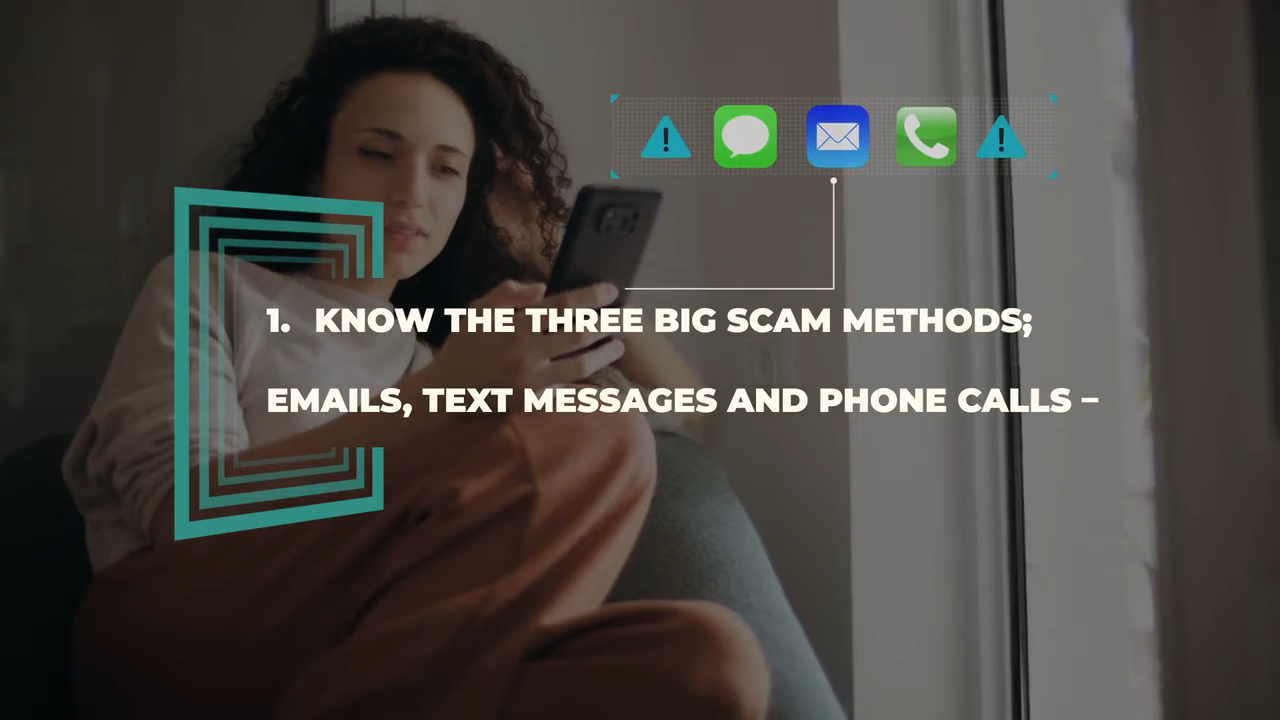 1. KNOW THE THREE BIG SCAM METHODS;
EMAILS, TEXT MESSAGES AND PHONE CALLS –